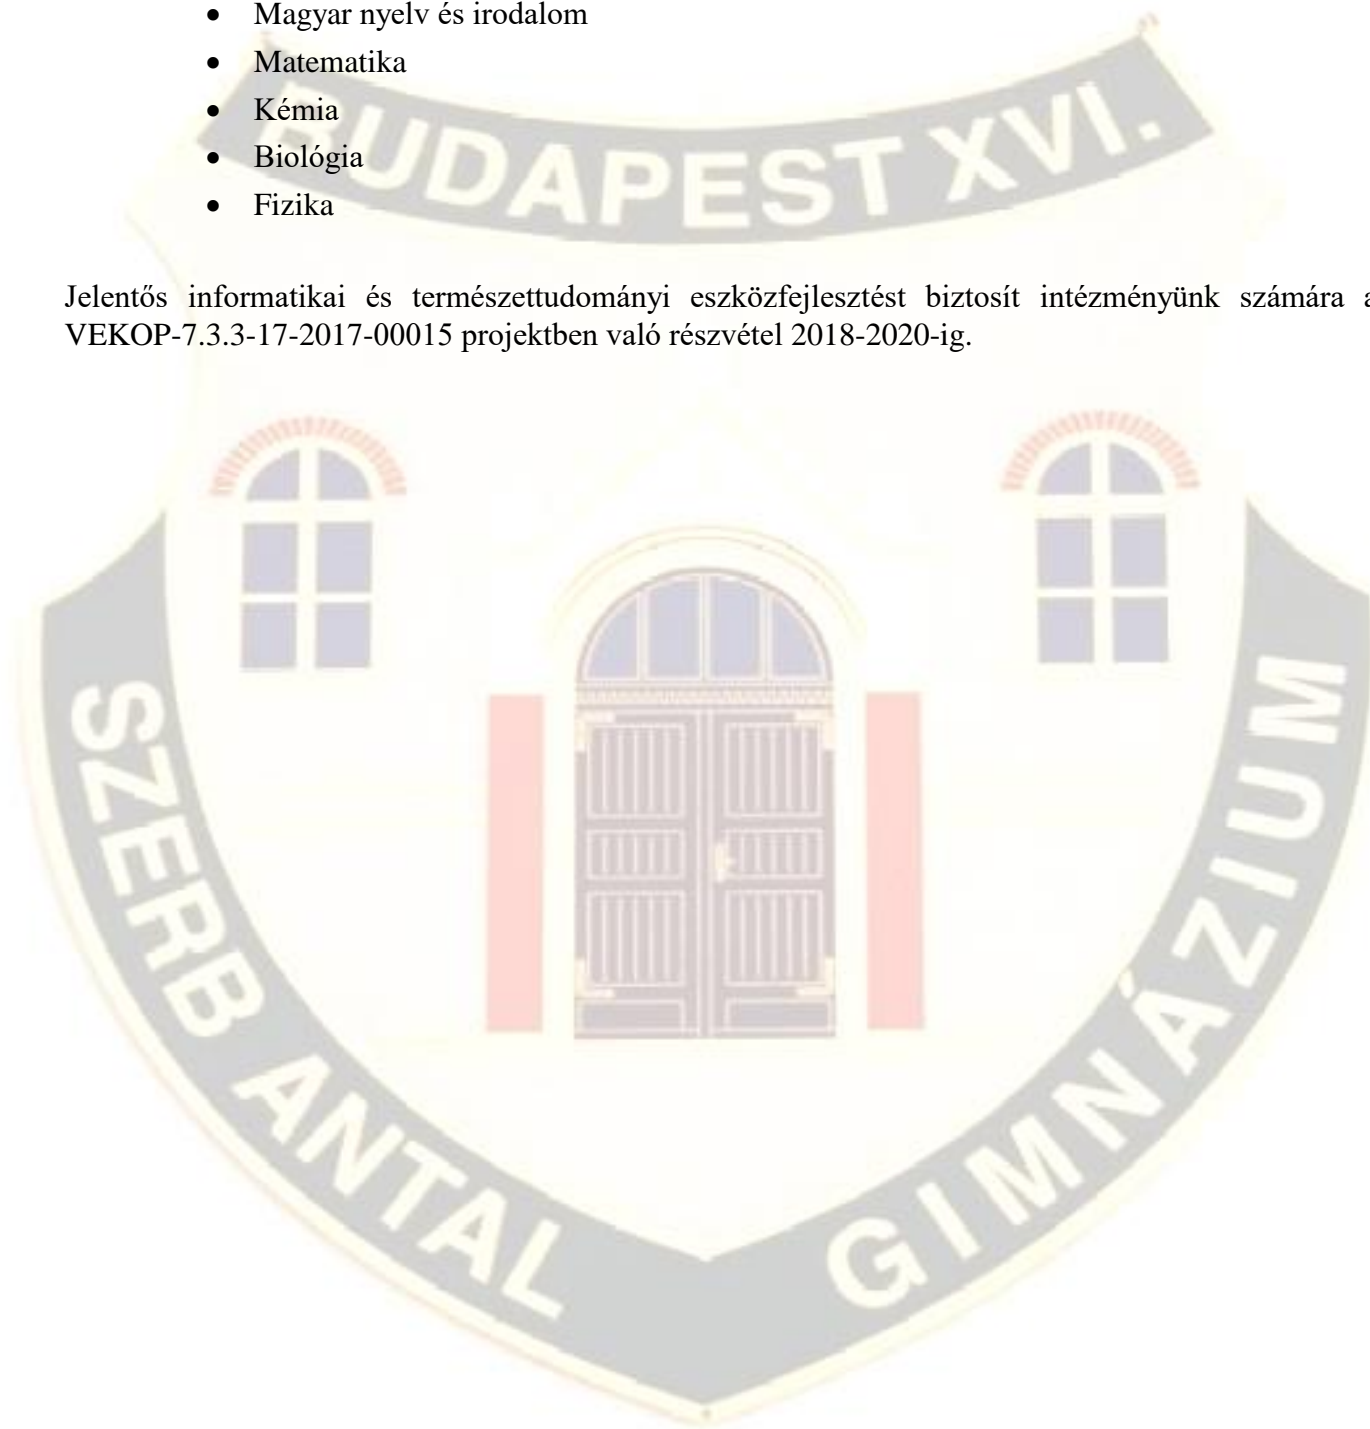 • Magyar nyelv és irodalom
• Matematika
• Kémia
• Biológia
• Fizika
Jelentős informatikai és természettudományi eszközfejlesztést biztosít intézményünk számára a
VEKOP-7.3.3-17-2017-00015 projektben való részvétel 2018-2020-ig.
BUDAPEST XVI.
SZERB ANTAL
GIMNÁZIUM